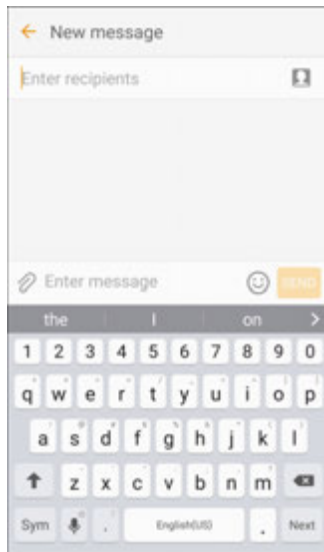 New message
Enter recipients
Enter message
SEND
the I on >
1 2 3 4 5 6 7 8 9 0
q w e r t y u i o p
a s d f g h j k l
z x c v b n m
Sym . English(US) . Next